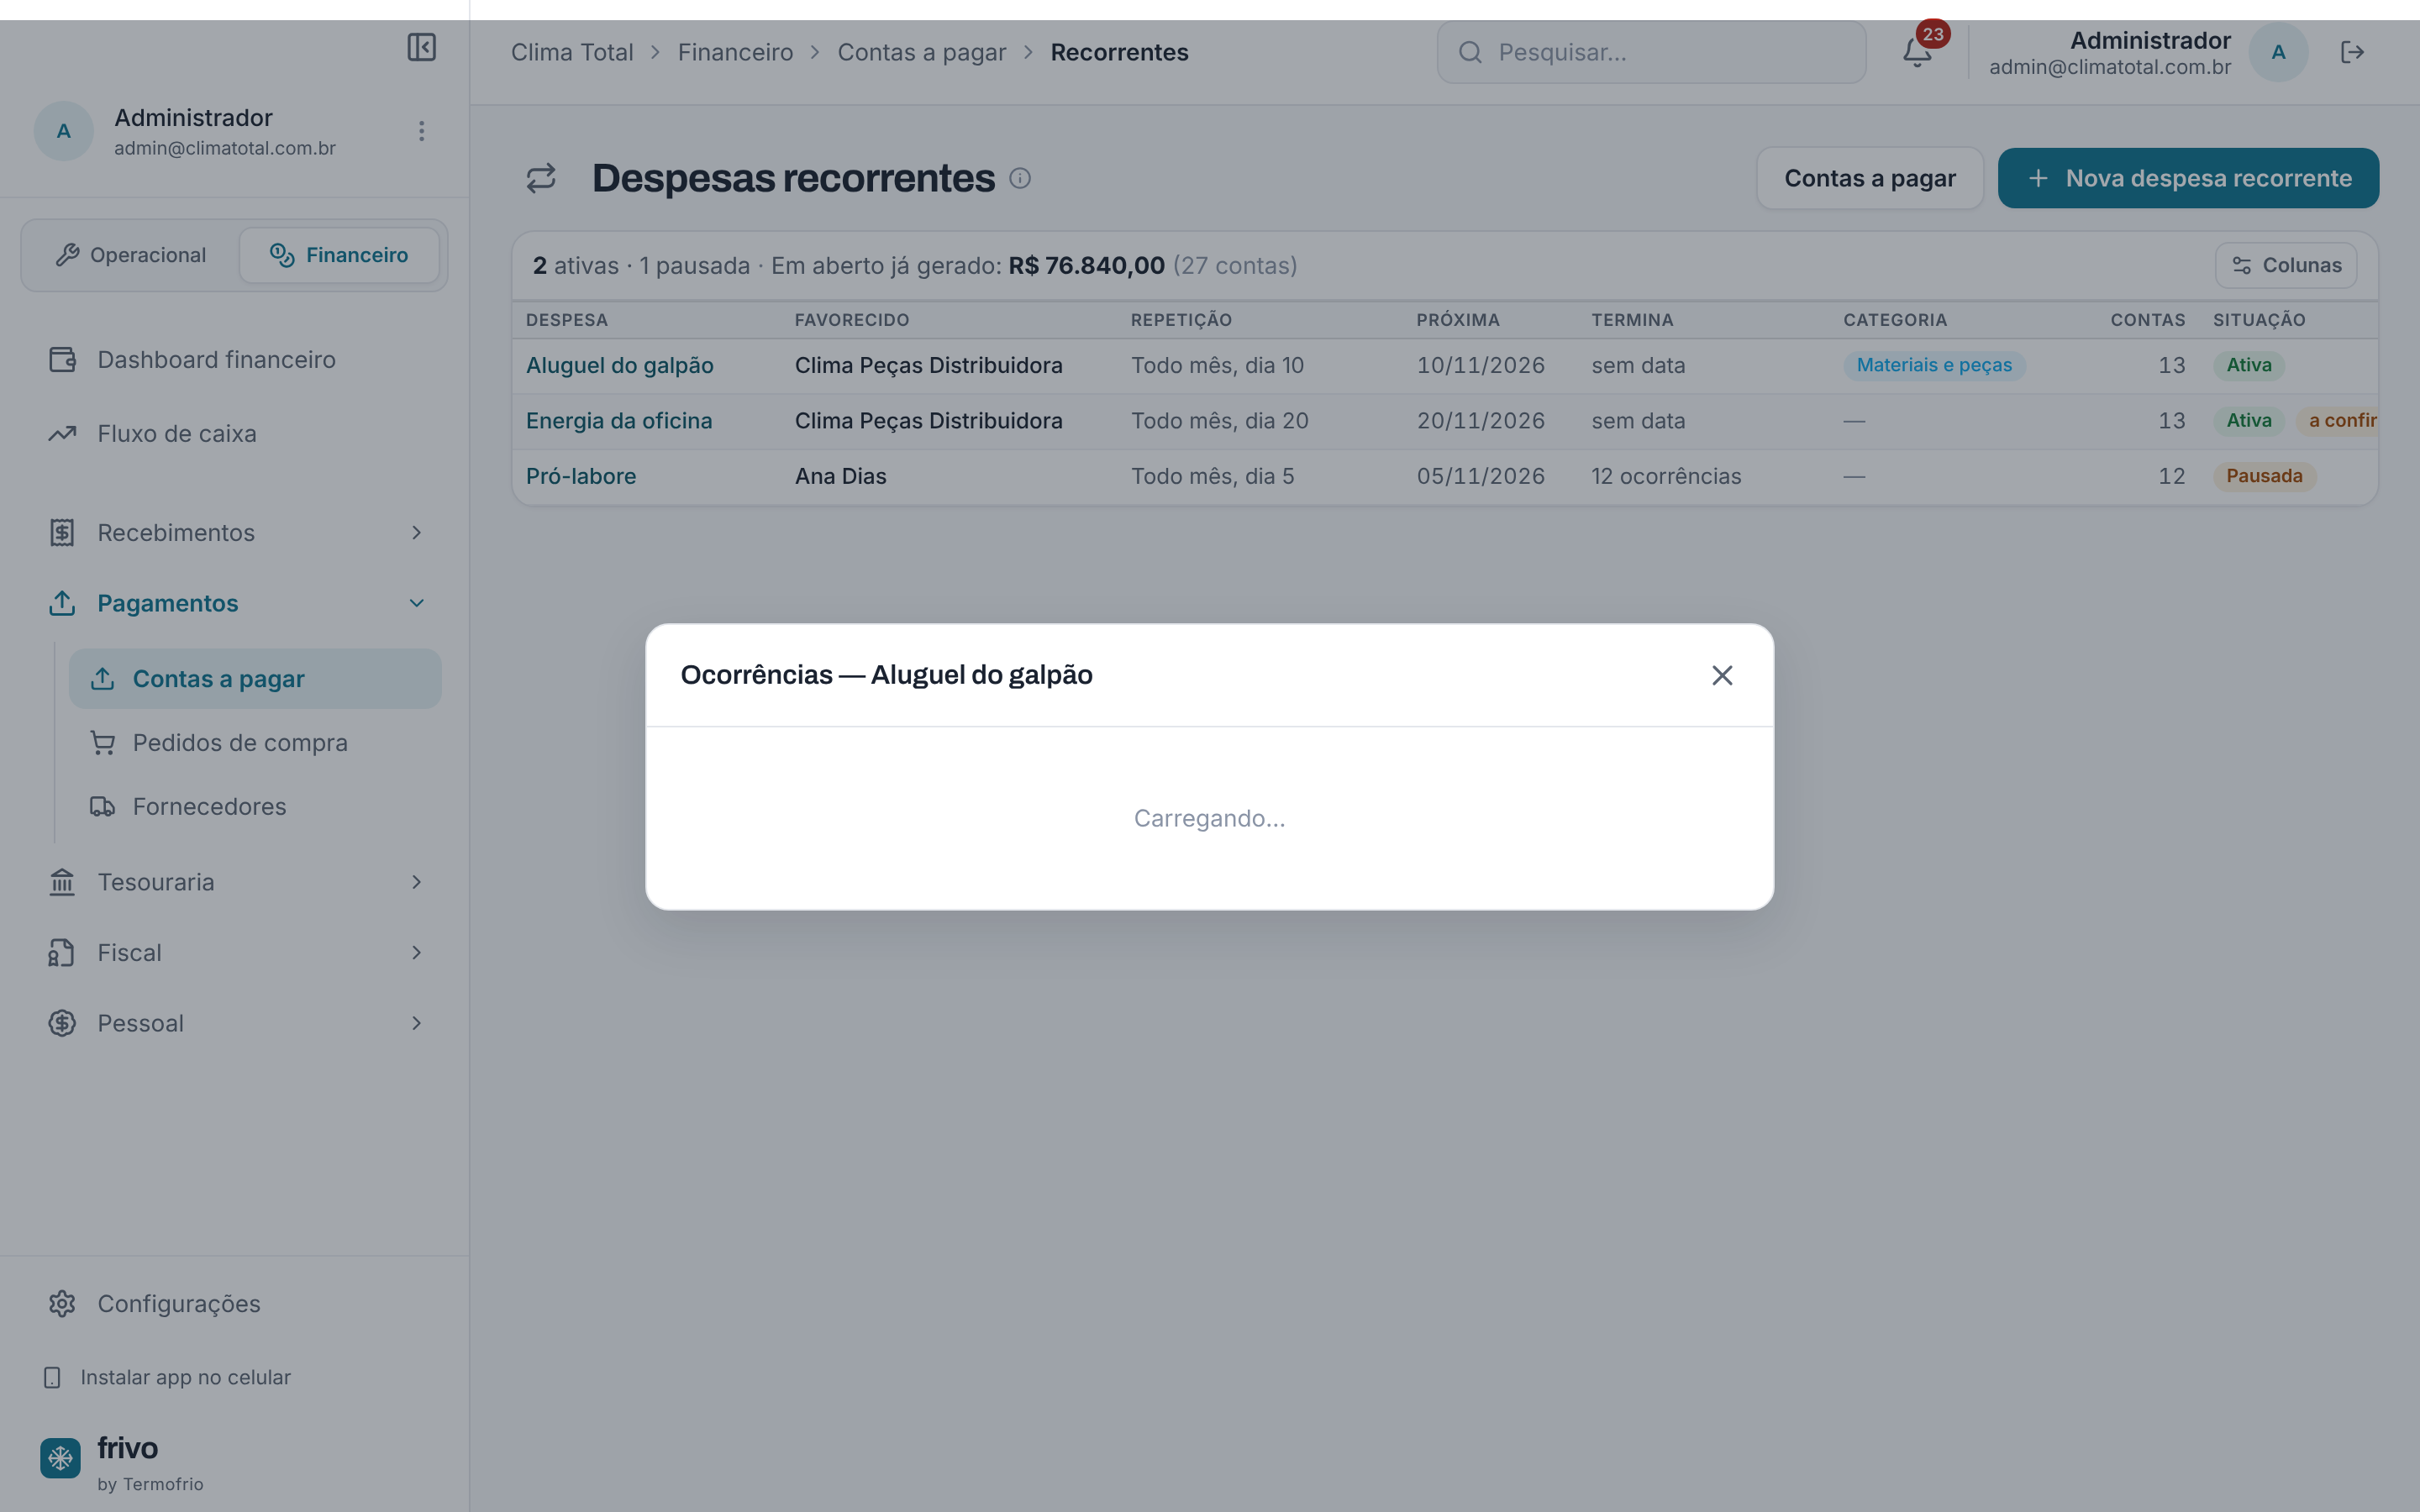 Clima Total > Financeiro > Contas a pagar > Recorrentes
Pesquisar...
23
Administrador
admin@climatotal.com.br
A
A
Administrador
admin@climatotal.com.br
Operacional
Financeiro
Dashboard financeiro
Fluxo de caixa
Recebimentos
Pagamentos
Contas a pagar
Pedidos de compra
Fornecedores
Tesouraria
Fiscal
Pessoal
Configurações
Instalar app no celular
frivo
by Termofrio
Despesas recorrentes
Contas a pagar
Nova despesa recorrente
2 ativas · 1 pausada · Em aberto já gerado: R$ 76.840,00 (27 contas)
Colunas
DESPESA FAVORECIDO REPETIÇÃO PRÓXIMA TERMINA CATEGORIA CONTAS SITUAÇÃO
Aluguel do galpão Clima Peças Distribuidora Todo mês, dia 10 10/11/2026 sem data Materiais e peças 13 Ativa
Energia da oficina Clima Peças Distribuidora Todo mês, dia 20 20/11/2026 sem data — 13 Ativa a confir
Pró-labore Ana Dias Todo mês, dia 5 05/11/2026 12 ocorrências — 12 Pausada
Ocorrências — Aluguel do galpão
Carregando...